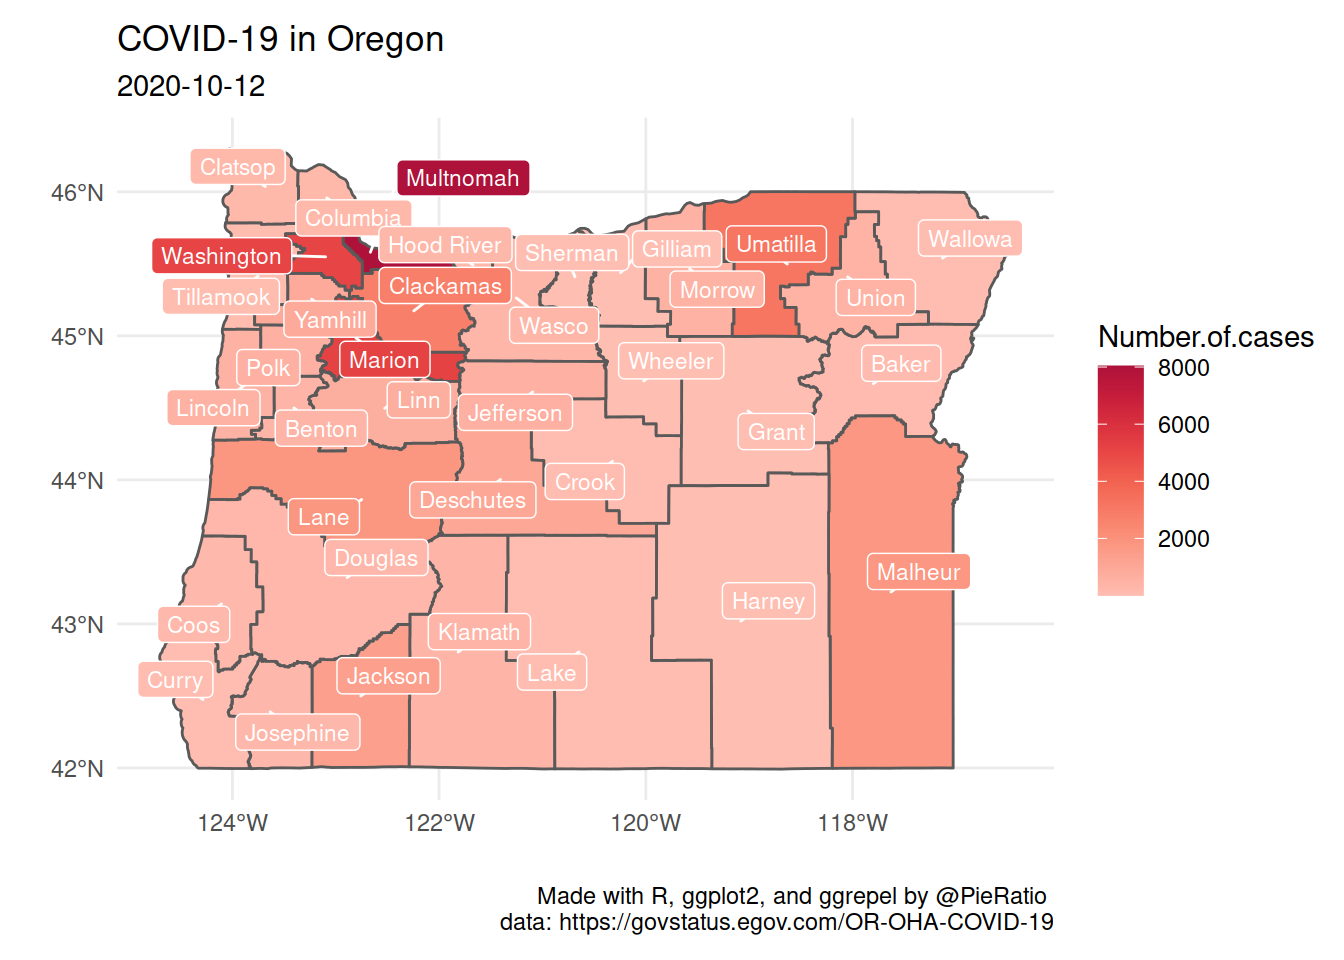 COVID-19 in Oregon
2020-10-12
Clatsop
Multnomah
46°N
Columbia
Washington
Hood River
Sherman
Gilliam
Umatilla
Wallowa
Tillamook
Clackamas
Morrow
Union
Yamhill
Wasco
45°N
Polk
Marion
Wheeler
Baker
Lincoln
Linn
Jefferson
Benton
Grant
44°N
Crook
Deschutes
Lane
Douglas
Malheur
Harney
43°N
Coos
Klamath
Curry
Jackson
Lake
Josephine
42°N
124°W
122°W
120°W
118°W
Number.of.cases
8000
6000
4000
2000
Made with R, ggplot2, and ggrepel by @PieRatio
data: https://govstatus.egov.com/OR-OHA-COVID-19